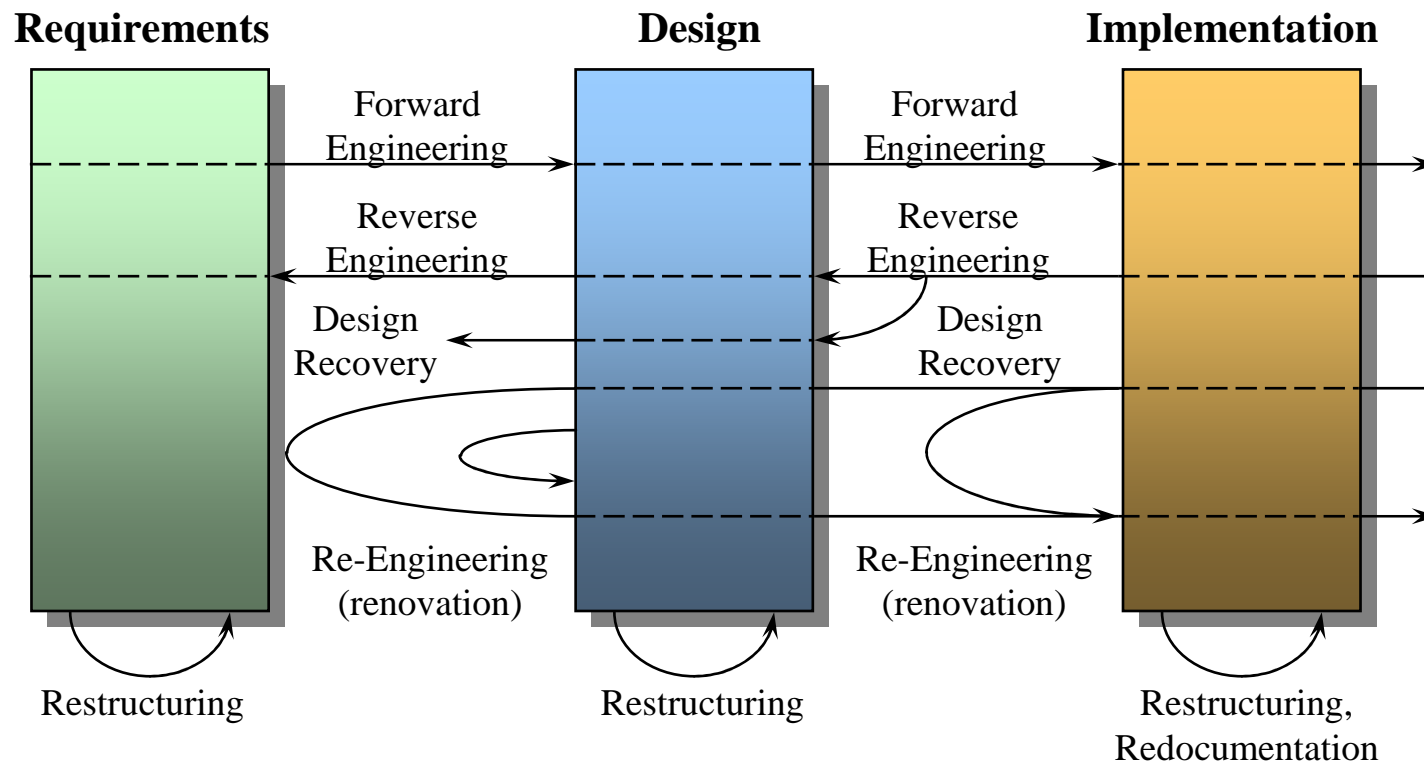 Requirements
Design
Implementation
Forward
Engineering
Forward
Engineering
Reverse
Engineering
Reverse
Engineering
Design
Recovery
Design
Recovery
Re-Engineering
(renovation)
Re-Engineering
(renovation)
Restructuring
Restructuring
Restructuring,
Redocumentation